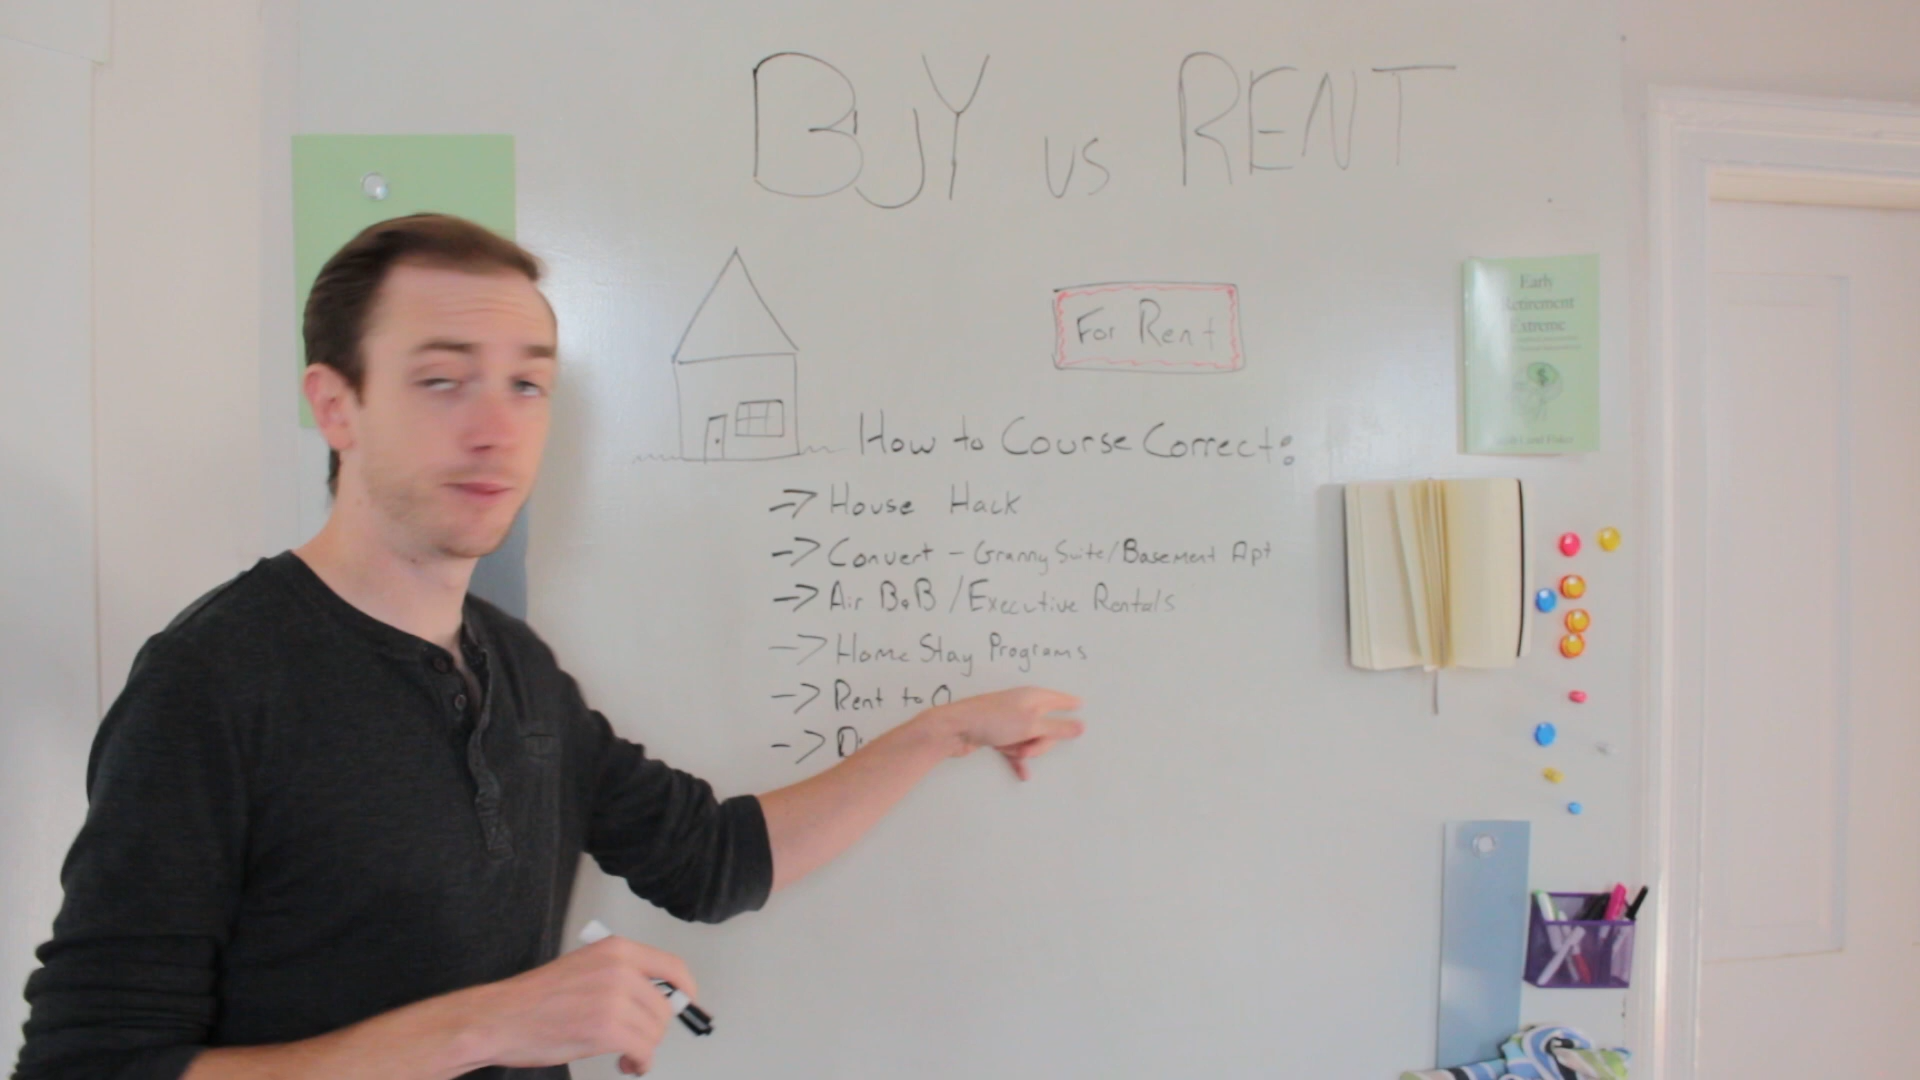 BUY vs RENT
For Rent
Early
Retirement
Extreme
How to Course Correct:
-> House Hack
-> Convert - Granny Suite/Basement Apt
-> Air BnB /Executive Rentals
-> Home Stay Programs
-> Rent to
->